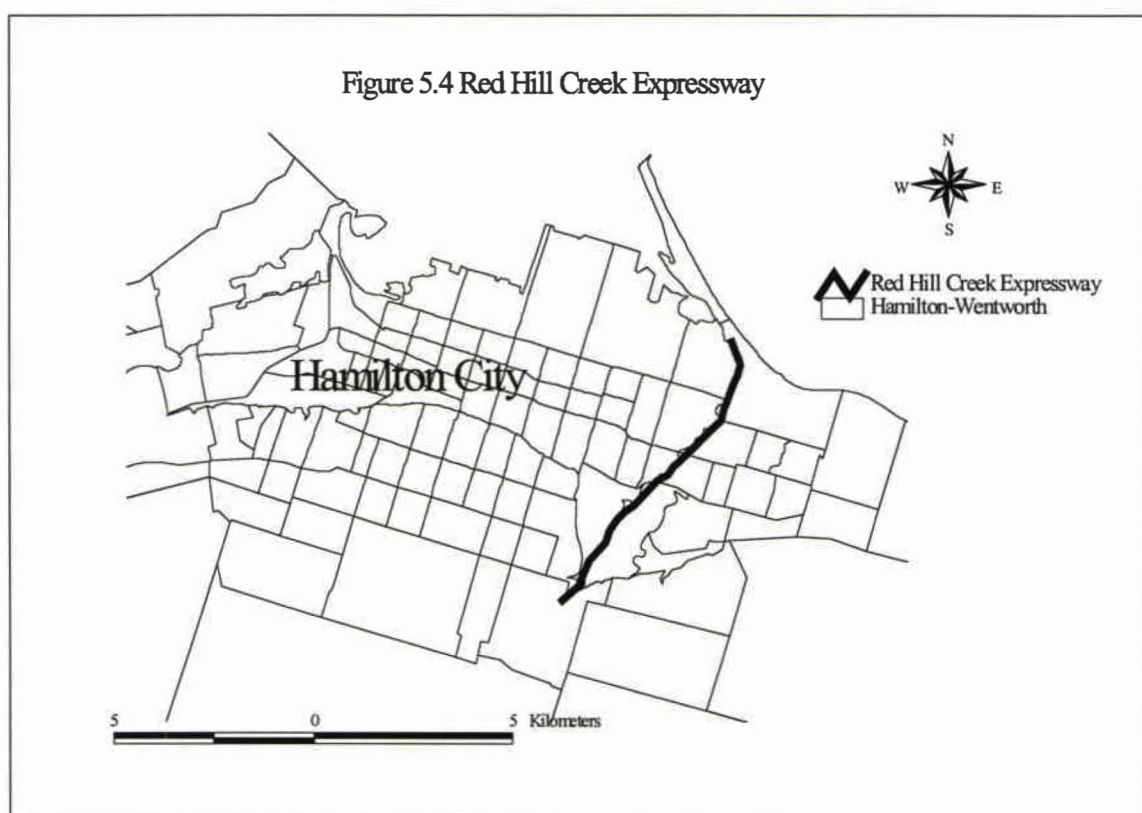 Figure 5.4 Red Hill Creek Expressway
N
W E
S
Red Hill Creek Expressway
Hamilton-Wentworth
Hamilton City
5 0 5 Kilometers